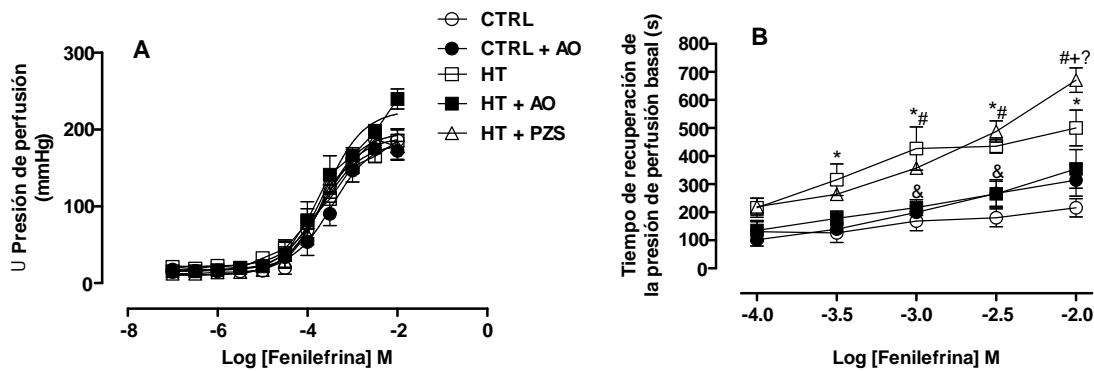 A
300
200
100
0
-8
-6
-4
-2
0
U Presión de perfusión
(mmHg)
Log [Fenilefrina] M
CTRL
CTRL + AO
HT
HT + AO
HT + PZS
B
800
700
600
500
400
300
200
100
0
-4.0
-3.5
-3.0
-2.5
-2.0
Tiempo de recuperación de
la presión de perfusión basal (s)
Log [Fenilefrina] M
*
*#
&
*#
&
#+?
*